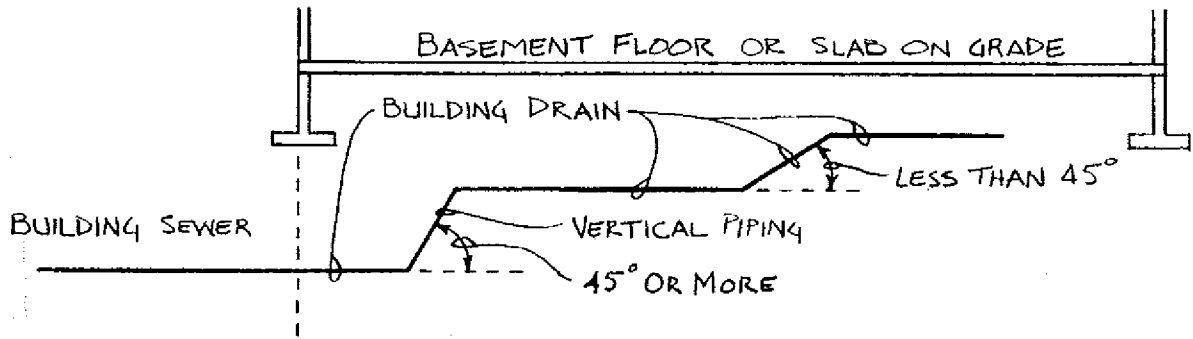 BASEMENT FLOOR OR SLAB ON GRADE
BUILDING DRAIN
LESS THAN 45°
BUILDING SEWER
VERTICAL PIPING
45° OR MORE